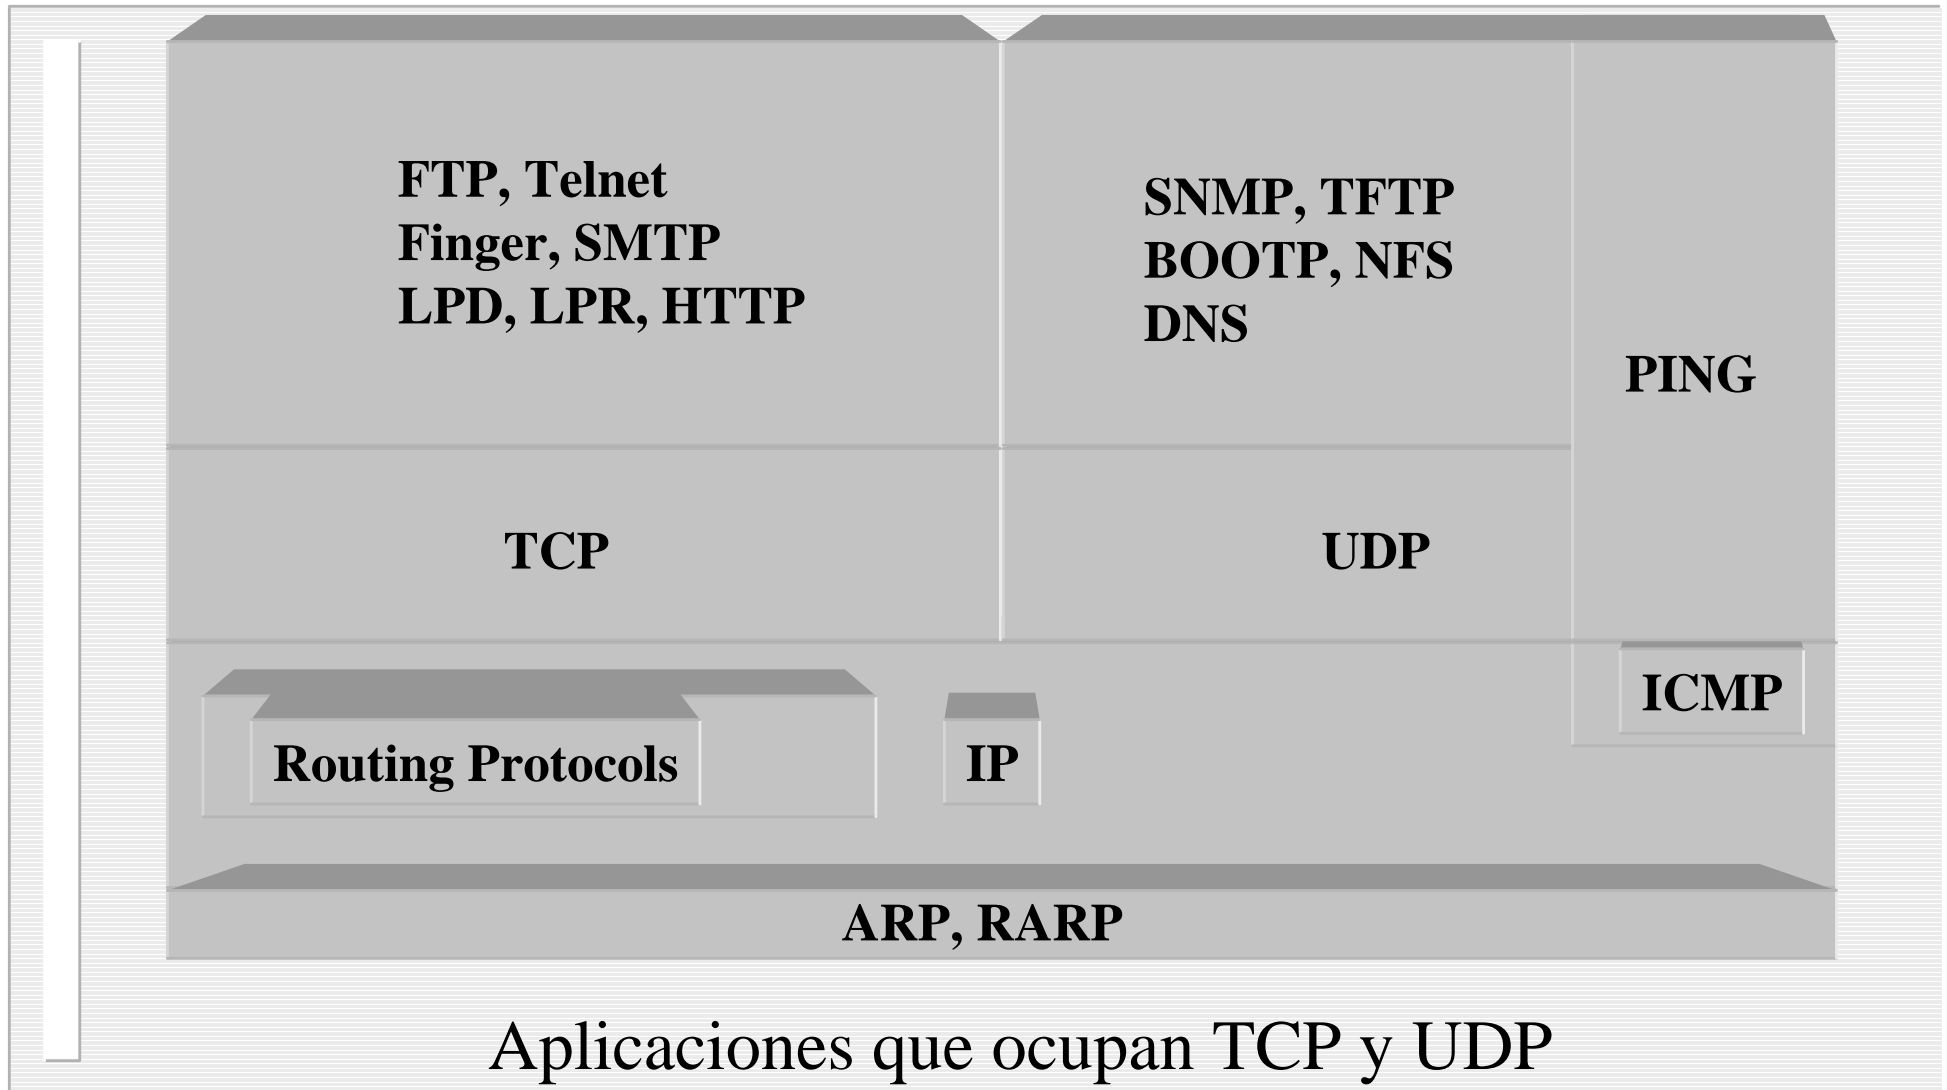 FTP, Telnet
Finger, SMTP
LPD, LPR, HTTP
SNMP, TFTP
BOOTP, NFS
DNS
PING
TCP
UDP
ICMP
Routing Protocols
IP
ARP, RARP
Aplicaciones que ocupan TCP y UDP